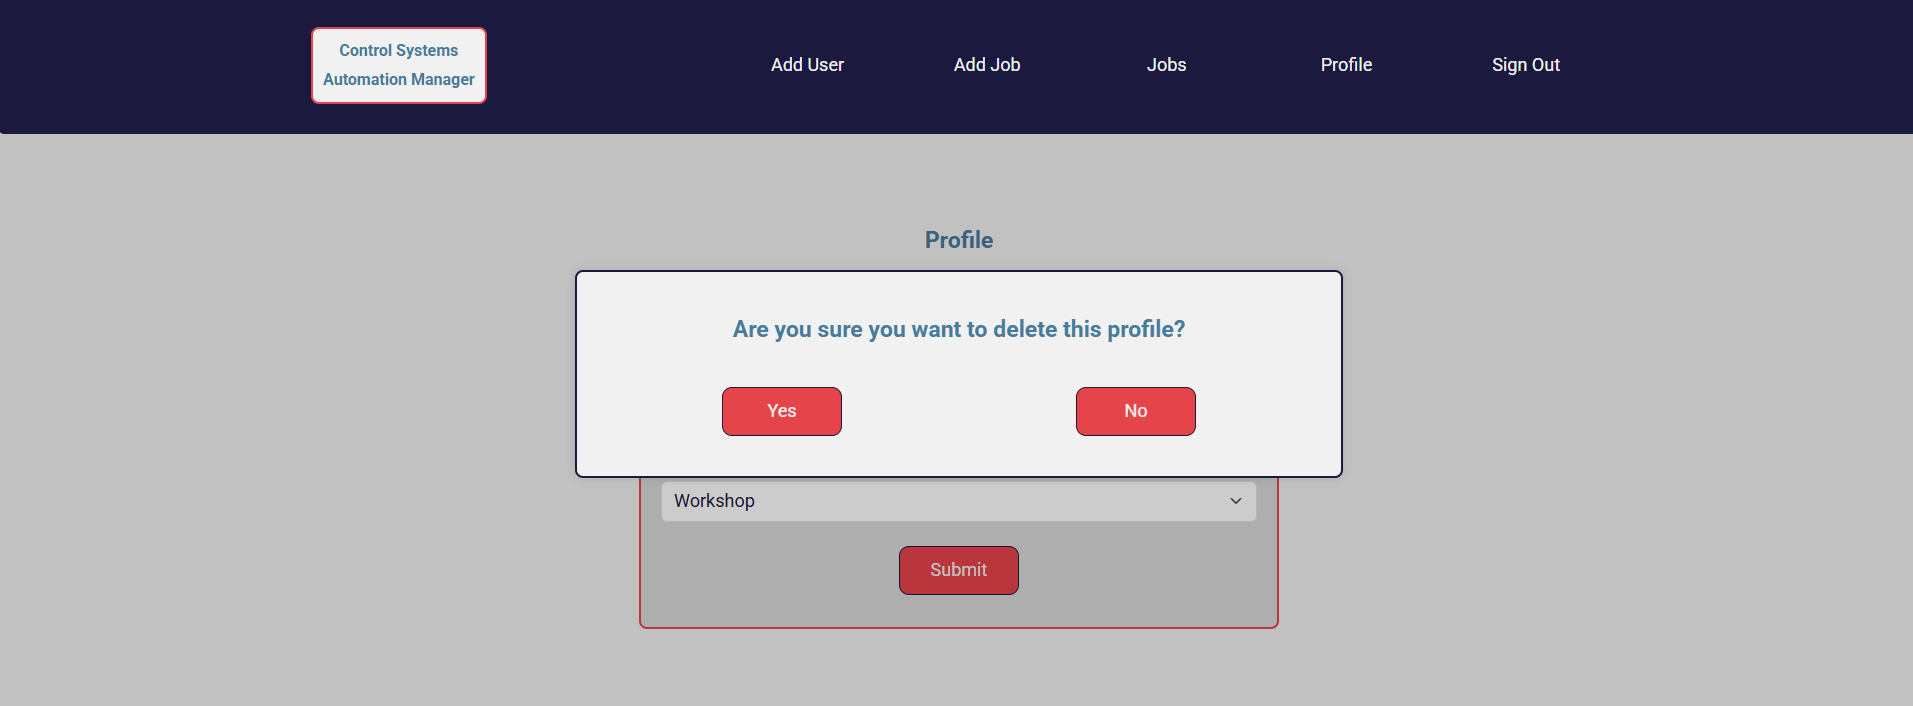 Control Systems
Automation Manager
Add User
Add Job
Jobs
Profile
Sign Out
Profile
Are you sure you want to delete this profile?
Yes
No
Workshop
Submit